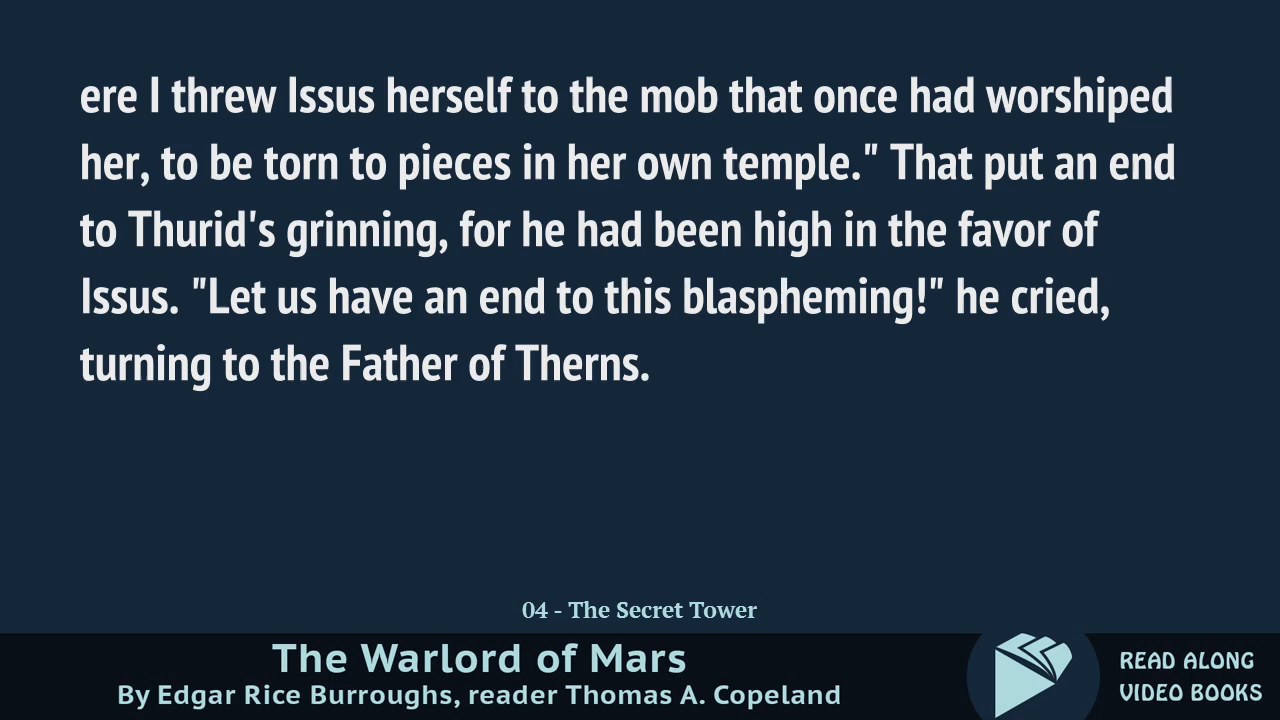 ere I threw Issus herself to the mob that once had worshiped
her, to be torn to pieces in her own temple." That put an end
to Thurid's grinning, for he had been high in the favor of
Issus. "Let us have an end to this blaspheming!" he cried,
turning to the Father of Therns.
04 - The Secret Tower
The Warlord of Mars
By Edgar Rice Burroughs, reader Thomas A. Copeland
READ ALONG
VIDEO BOOKS